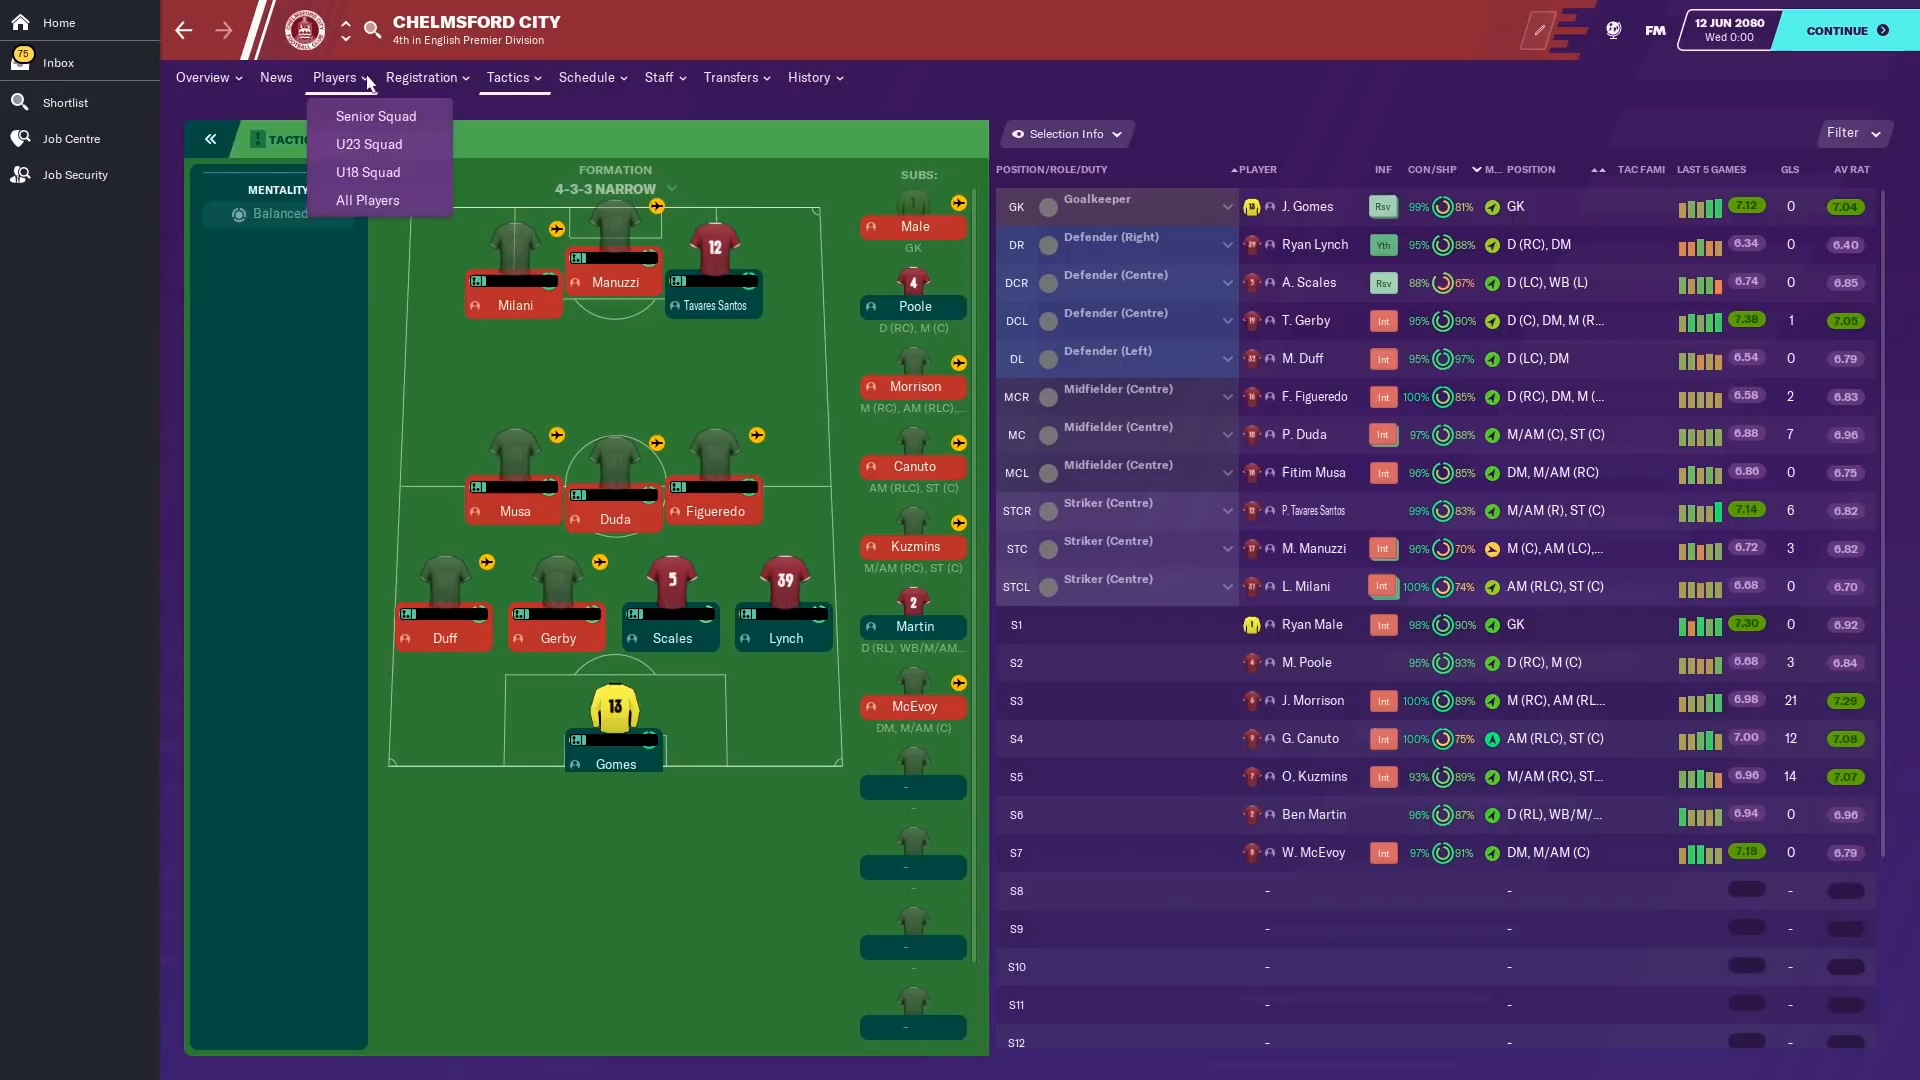 Home
75
Inbox
Shortlist
Job Centre
Job Security
CHELMSFORD CITY
4th in English Premier Division
FM
12 JUN 2080
Wed 0:00
CONTINUE
Overview
News
Players
Registration
Tactics
Schedule
Staff
Transfers
History
Senior Squad
U23 Squad
U18 Squad
All Players
TACTIC
MENTALITY
Balanced
FORMATION
4-3-3 NARROW
SUBS:
Milani
Manuzzi
12
Tavares Santos
Musa
Duda
Figueredo
Duff
Gerby
5
Scales
39
Lynch
13
Gomes
1
Male
GK
4
Poole
D (RC), M (C)
Morrison
M (RC), AM (RLC),...
Canuto
AM (RLC), ST (C)
Kuzmins
M/AM (RC), ST (C)
2
Martin
D (RL), WB/M/AM...
McEvoy
DM, M/AM (C)
-
-
-
-
-
-
-
Selection Info
Filter
POSITION/ROLE/DUTY PLAYER INF CON/SHP M... POSITION TAC FAMI LAST 5 GAMES GLS AV RAT
GK Goalkeeper J. Gomes Rsv 99% 81% GK 7.12 0 7.04
DR Defender (Right) Ryan Lynch Yth 95% 88% D (RC), DM 6.34 0 6.40
DCR Defender (Centre) A. Scales Rsv 88% 67% D (LC), WB (L) 6.74 0 6.85
DCL Defender (Centre) T. Gerby Int 95% 90% D (C), DM, M (R... 7.38 1 7.05
DL Defender (Left) M. Duff Int 95% 97% D (LC), DM 6.54 0 6.79
MCR Midfielder (Centre) F. Figueredo Int 100% 85% D (RC), DM, M (... 6.58 2 6.83
MC Midfielder (Centre) P. Duda Int 97% 88% M/AM (C), ST (C) 6.88 7 6.96
MCL Midfielder (Centre) Fitim Musa Int 96% 85% DM, M/AM (RC) 6.86 0 6.75
STCR Striker (Centre) P. Tavares Santos 99% 83% M/AM (R), ST (C) 7.14 6 6.82
STC Striker (Centre) M. Manuzzi Int 96% 70% M (C), AM (LC),... 6.72 3 6.82
STCL Striker (Centre) L. Milani Int 100% 74% AM (RLC), ST (C) 6.68 0 6.70
S1 Ryan Male Int 98% 90% GK 7.30 0 6.92
S2 M. Poole 95% 93% D (RC), M (C) 6.68 3 6.84
S3 J. Morrison Int 100% 89% M (RC), AM (RL... 6.98 21 7.29
S4 G. Canuto Int 100% 75% AM (RLC), ST (C) 7.00 12 7.08
S5 O. Kuzmins Int 93% 89% M/AM (RC), ST... 6.96 14 7.07
S6 Ben Martin 96% 87% D (RL), WB/M/... 6.94 0 6.96
S7 W. McEvoy Int 97% 91% DM, M/AM (C) 7.18 0 6.79
S8 - - -
S9 - - -
S10 - - -
S11 - - -
S12 - - -